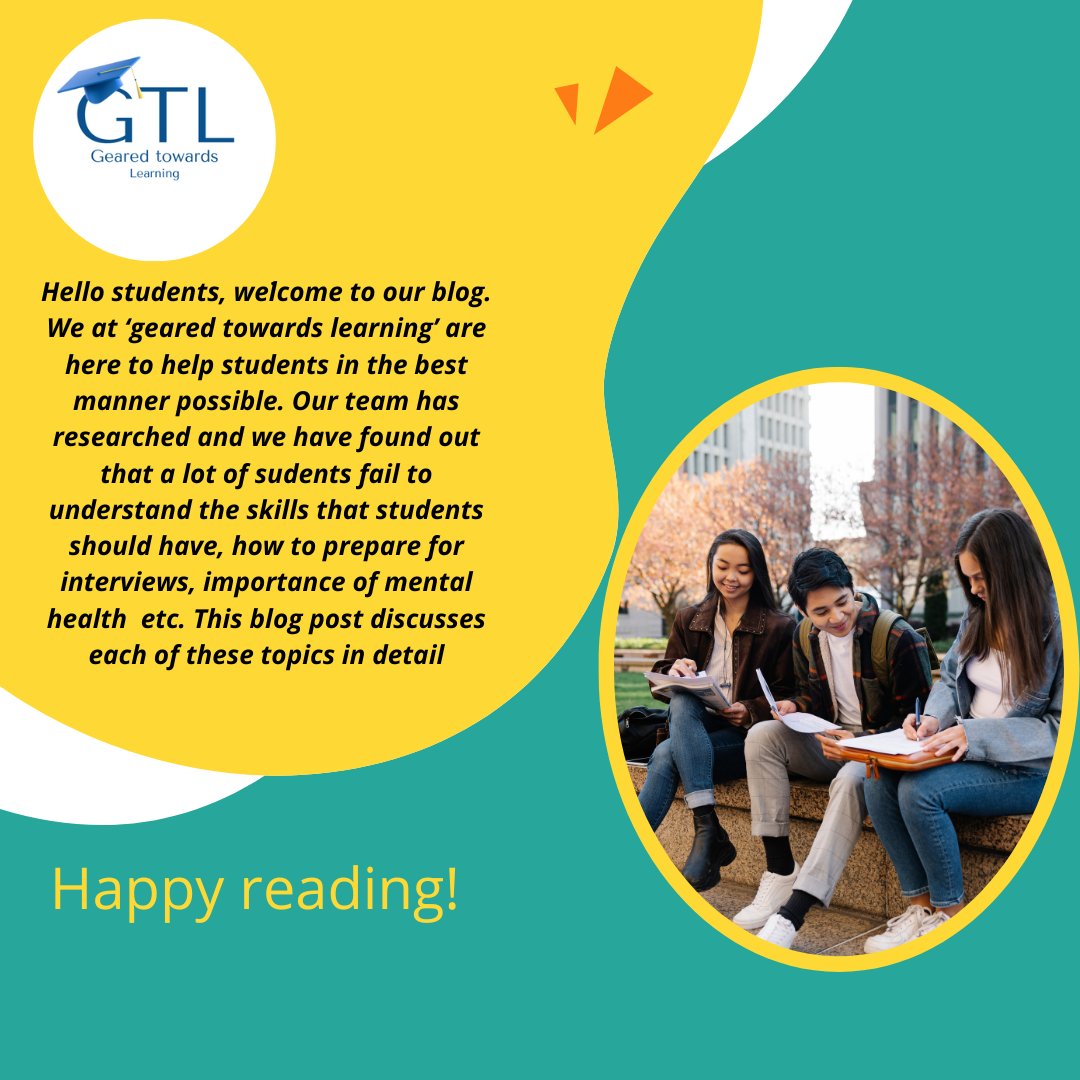 GTL
Geared towards
Learning
Hello students, welcome to our blog.
We at ‘geared towards learning’ are
here to help students in the best
manner possible. Our team has
researched and we have found out
that a lot of sudents fail to
understand the skills that students
should have, how to prepare for
interviews, importance of mental
health  etc. This blog post discusses
each of these topics in detail
Happy reading!